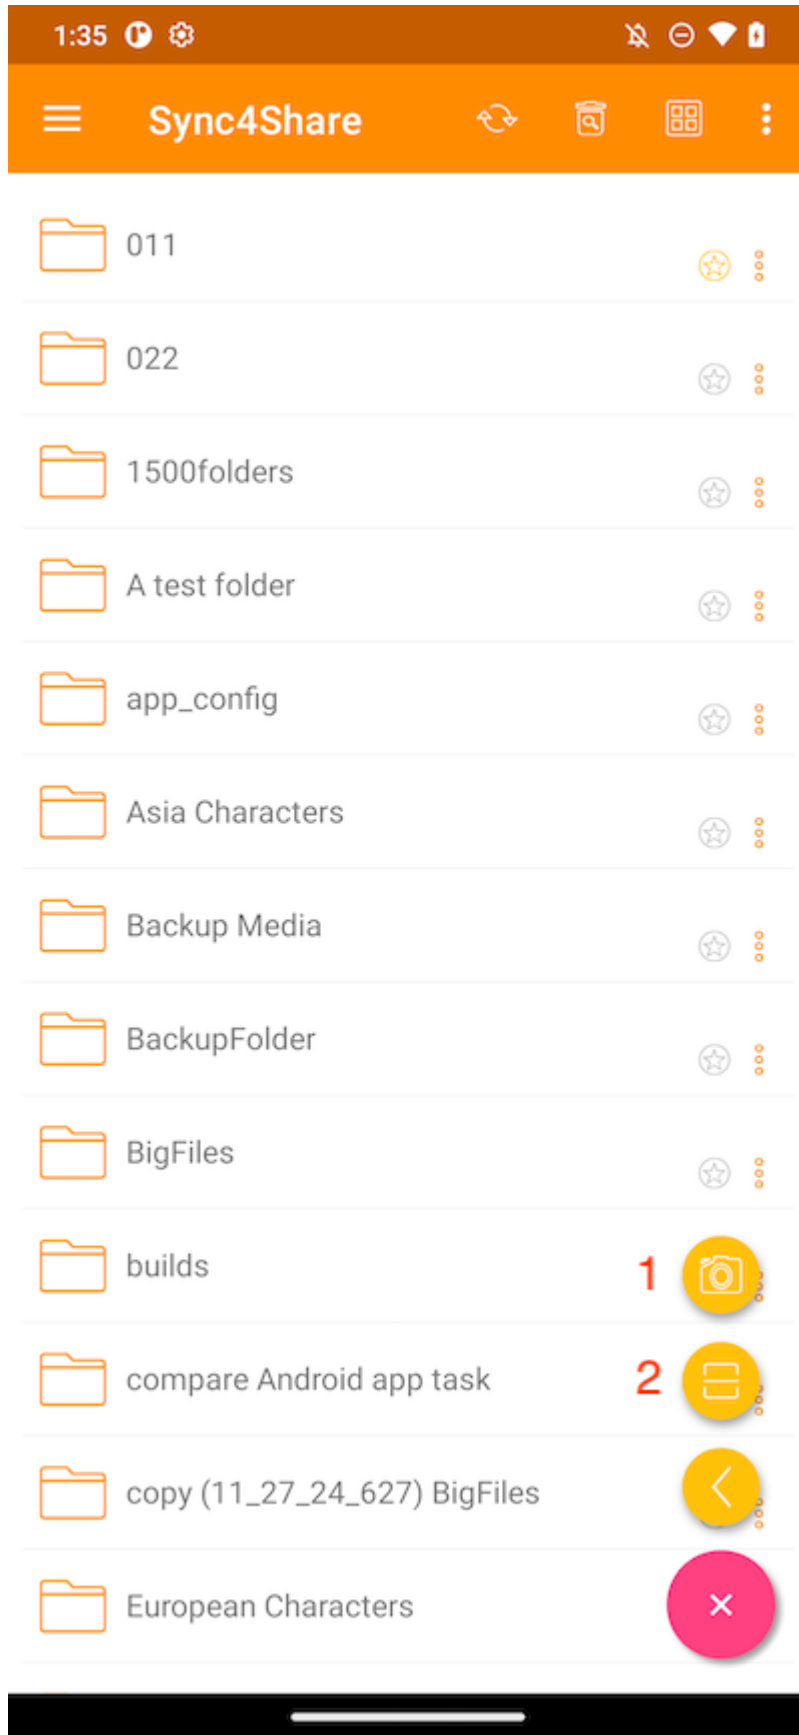 1:35
Sync4Share
011
022
1500folders
A test folder
app_config
Asia Characters
Backup Media
BackupFolder
BigFiles
builds
1
compare Android app task
2
copy (11_27_24_627) BigFiles
European Characters